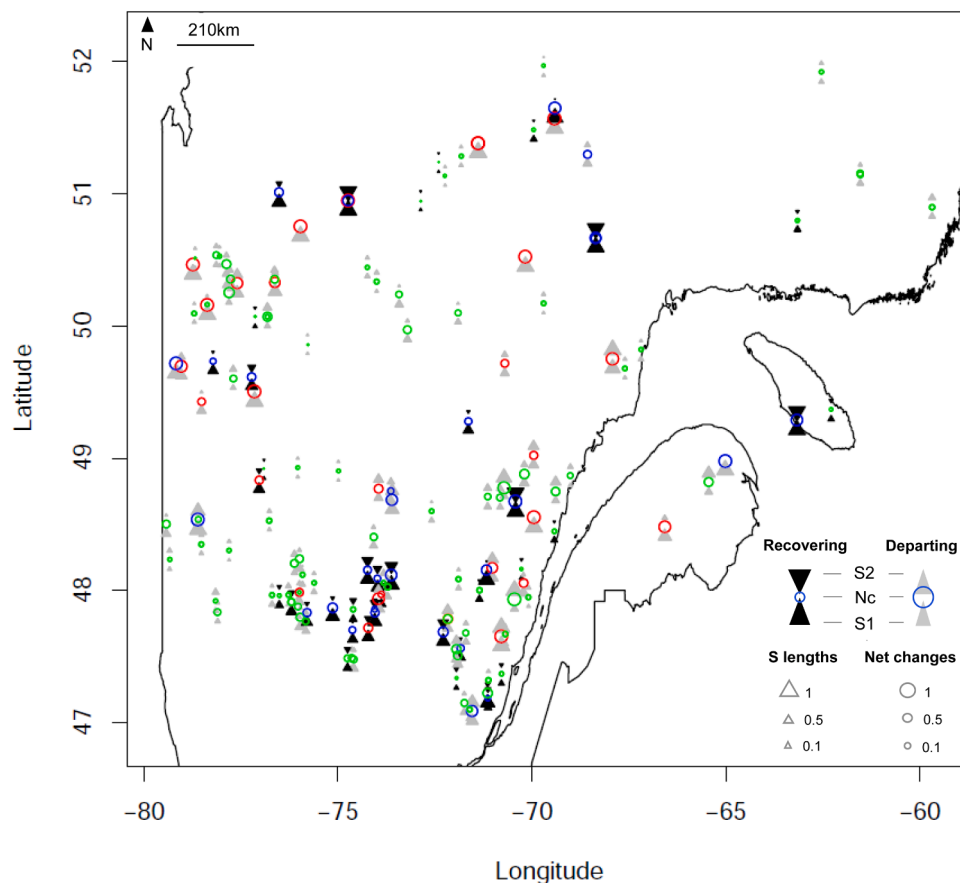 N
210km
52
51
50
49
48
47
Latitude
Recovering Departing
S2
Nc
S1
S lengths Net changes
1 1
0.5 0.5
0.1 0.1
-80 -75 -70 -65 -60
Longitude